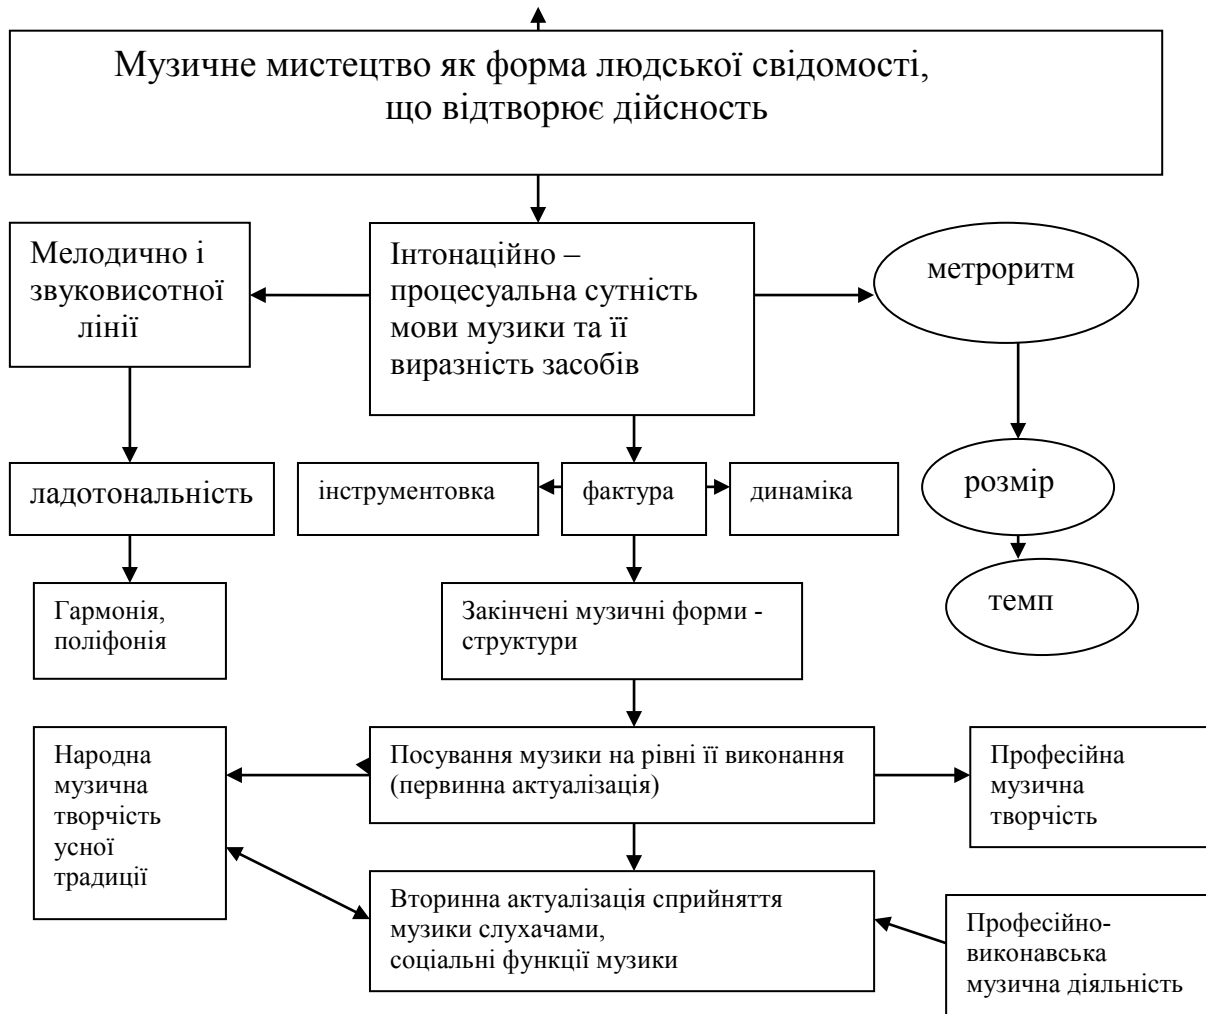 Музичне мистецтво як форма людської свідомості,
що відтворює дійсность
Мелодично і
звуковисотної
лінії
Інтонаційно –
процесуальна сутність
мови музики та її
виразність засобів
метроритм
ладотональність
інструментовка
фактура
динаміка
розмір
Гармонія,
поліфонія
Закінчені музичні форми -
структури
темп
Народна
музична
творчість
усної
традиції
Посування музики на рівні її виконання
(первинна актуалізація)
Професійна
музична
творчість
Вторинна актуалізація сприйняття
музики слухачами,
соціальні функції музики
Професійно-
виконавська
музична діяльність